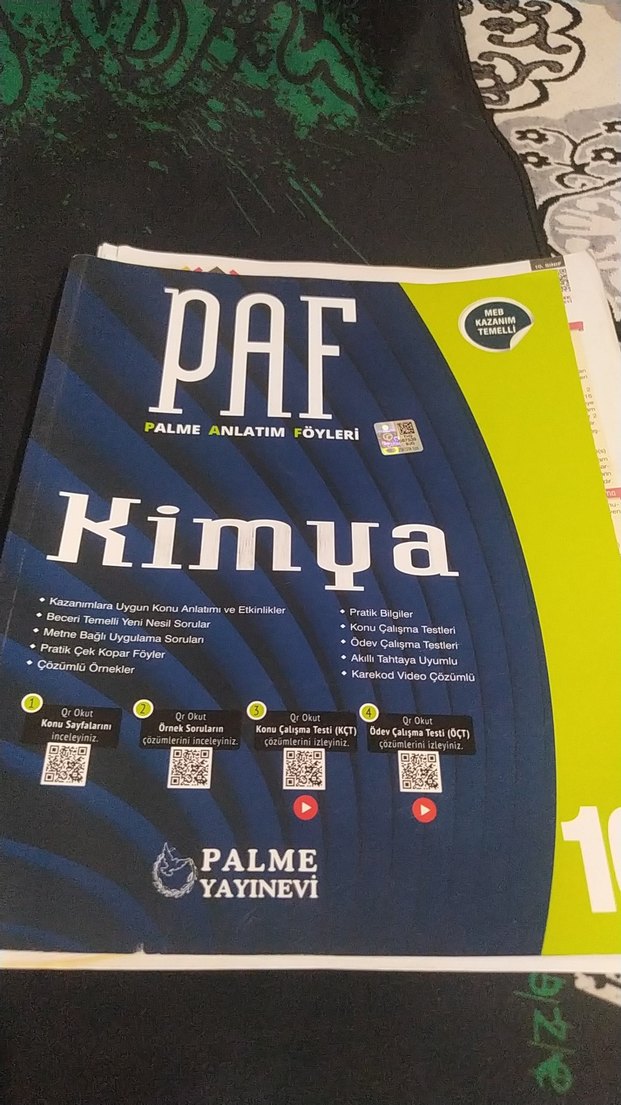 10. SINIF
PAF
PALME ANLATIM FÖYLERİ
MEB
KAZANIM
TEMELLİ
Kimya
Kazanımlara Uygun Konu Anlatımı ve Etkinlikler
Beceri Temelli Yeni Nesil Sorular
Metne Bağlı Uygulama Soruları
Pratik Çek Kopar Föyler
Çözümlü Örnekler
Pratik Bilgiler
Konu Çalışma Testleri
Ödev Çalışma Testleri
Akıllı Tahtaya Uyumlu
Karekod Video Çözümlü
1
Qr Okut
Konu Sayfalarını
inceleyiniz.
2
Qr Okut
Örnek Soruların
çözümlerini inceleyiniz.
3
Qr Okut
Konu Çalışma Testi (KÇT)
çözümlerini izleyiniz.
4
Qr Okut
Ödev Çalışma Testi (ÖÇT)
çözümlerini izleyiniz.
PALME
YAYINEVİ
10